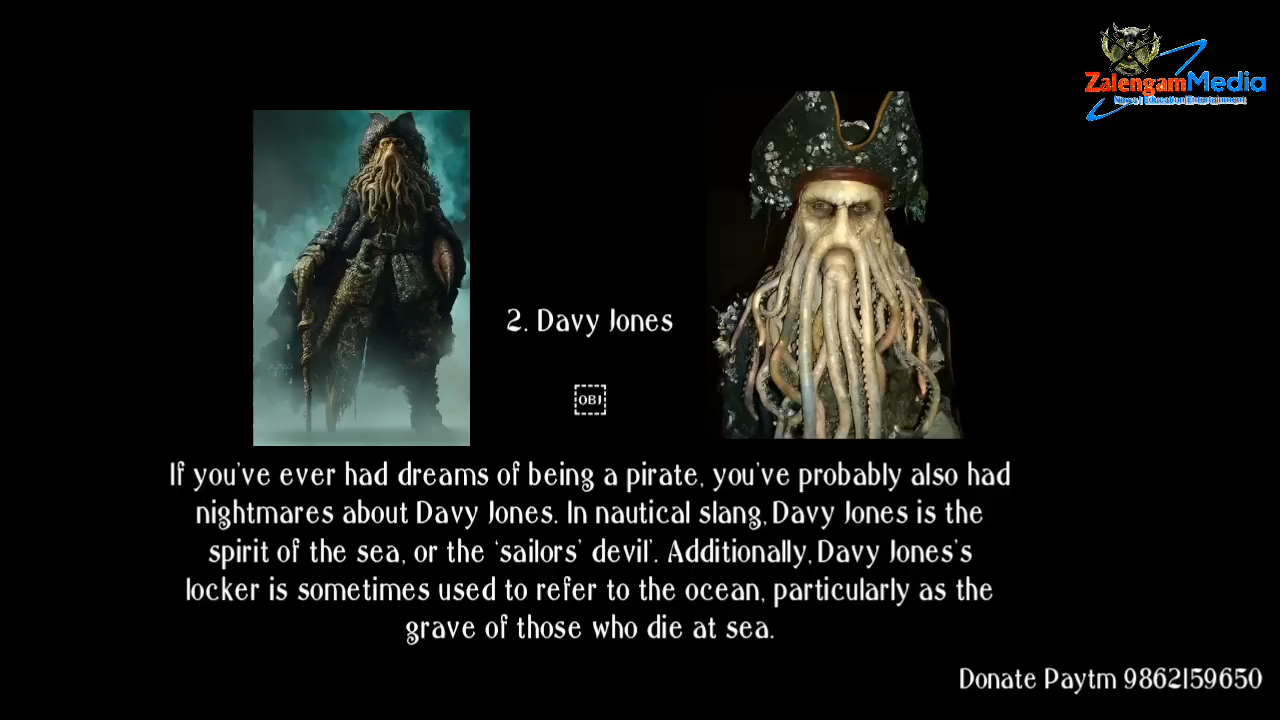 ZalengamMedia
2. Davy Jones
OBJ
If you've ever had dreams of being a pirate, you've probably also had
nightmares about Davy Jones. In nautical slang, Davy Jones is the
spirit of the sea, or the 'sailors' devil'. Additionally, Davy Jones's
locker is sometimes used to refer to the ocean, particularly as the
grave of those who die at sea.
Donate Paytm 9862159650